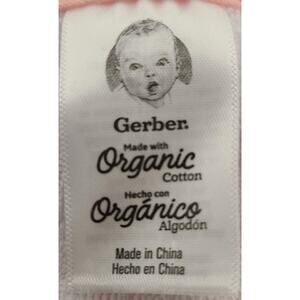 Gerber.
Made with
Organic
Cotton
Hecho con
Orgánico
Algodón
Made in China
Hecho en China